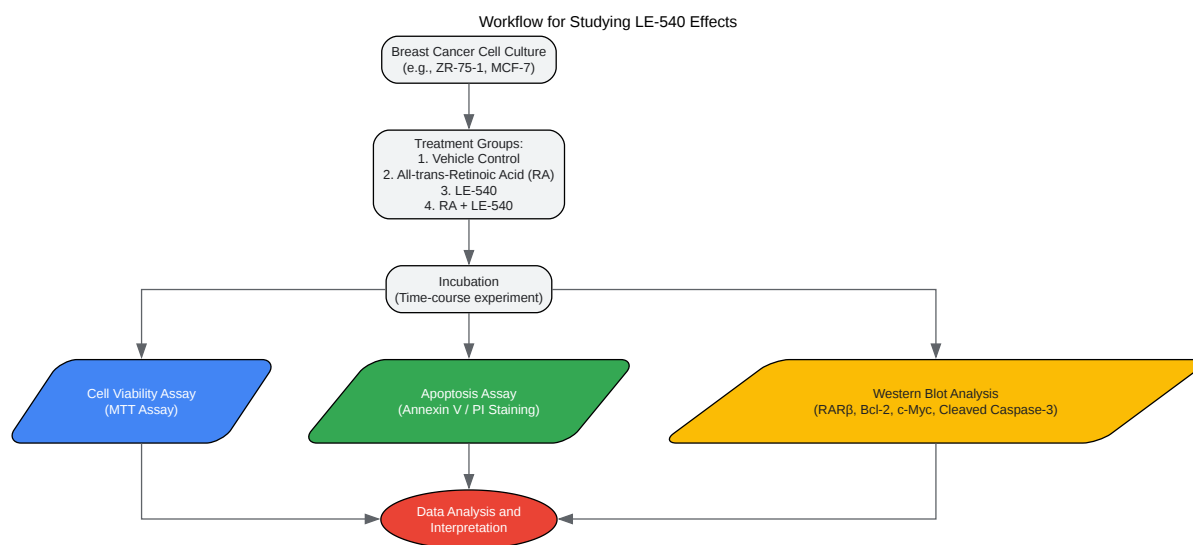 Workflow for Studying LE-540 Effects
Breast Cancer Cell Culture
(e.g., ZR-75-1, MCF-7)
Treatment Groups:
1. Vehicle Control
2. All-trans-Retinoic Acid (RA)
3. LE-540
4. RA + LE-540
Incubation
(Time-course experiment)
Cell Viability Assay
(MTT Assay)
Apoptosis Assay
(Annexin V / PI Staining)
Western Blot Analysis
(RARβ, Bcl-2, c-Myc, Cleaved Caspase-3)
Data Analysis and
Interpretation